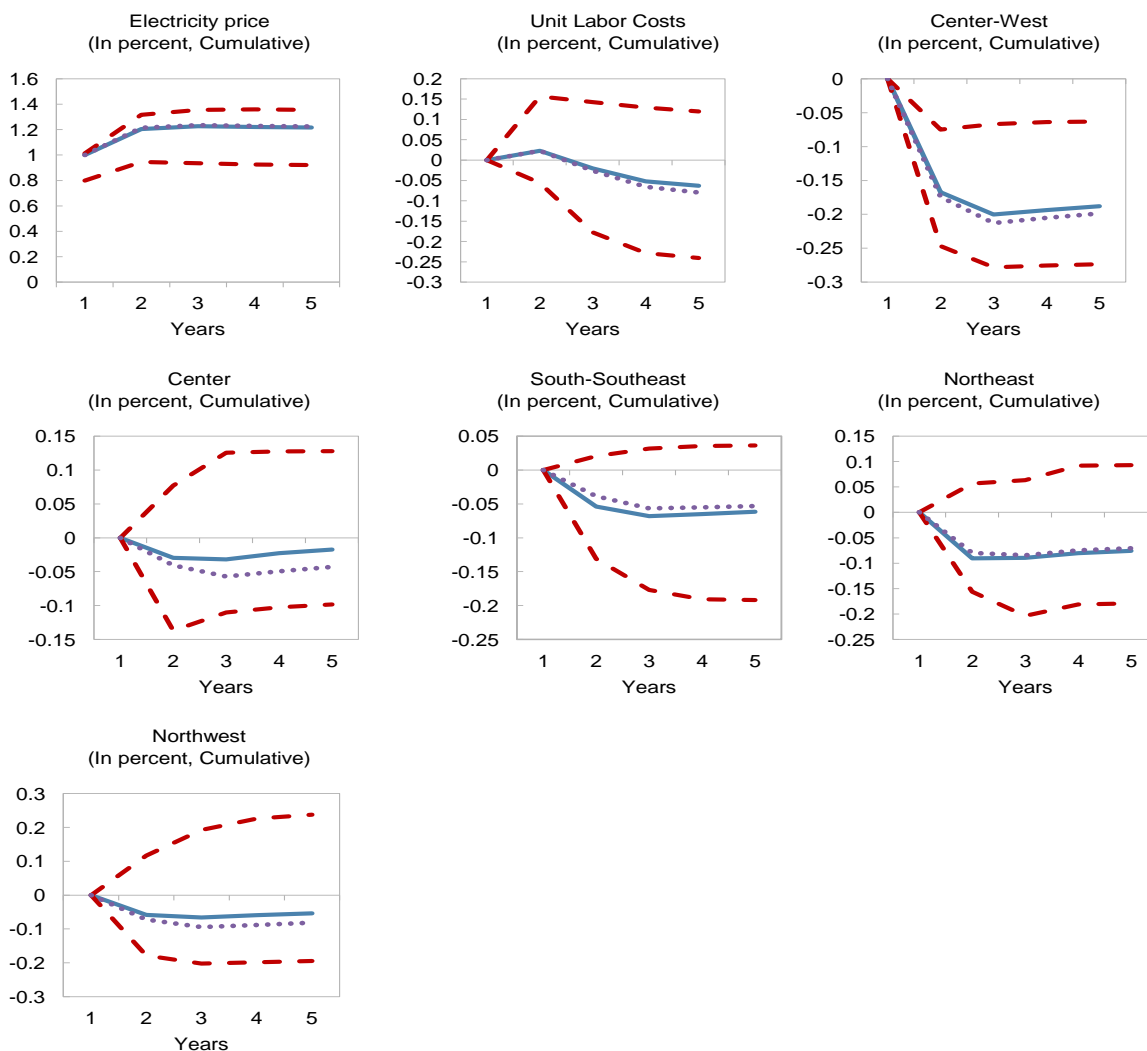 Electricity price
(In percent, Cumulative)
1.6
1.4
1.2
1
0.8
0.6
0.4
0.2
0
1 2 3 4 5
Years
Unit Labor Costs
(In percent, Cumulative)
0.2
0.15
0.1
0.05
0
-0.05
-0.1
-0.15
-0.2
-0.25
-0.3
1 2 3 4 5
Years
Center-West
(In percent, Cumulative)
0
-0.05
-0.1
-0.15
-0.2
-0.25
-0.3
1 2 3 4 5
Years
Center
(In percent, Cumulative)
0.15
0.1
0.05
0
-0.05
-0.1
-0.15
1 2 3 4 5
Years
South-Southeast
(In percent, Cumulative)
0.05
0
-0.05
-0.1
-0.15
-0.2
-0.25
1 2 3 4 5
Years
Northeast
(In percent, Cumulative)
0.15
0.1
0.05
0
-0.05
-0.1
-0.15
-0.2
-0.25
1 2 3 4 5
Years
Northwest
(In percent, Cumulative)
0.3
0.2
0.1
0
-0.1
-0.2
-0.3
1 2 3 4 5
Years